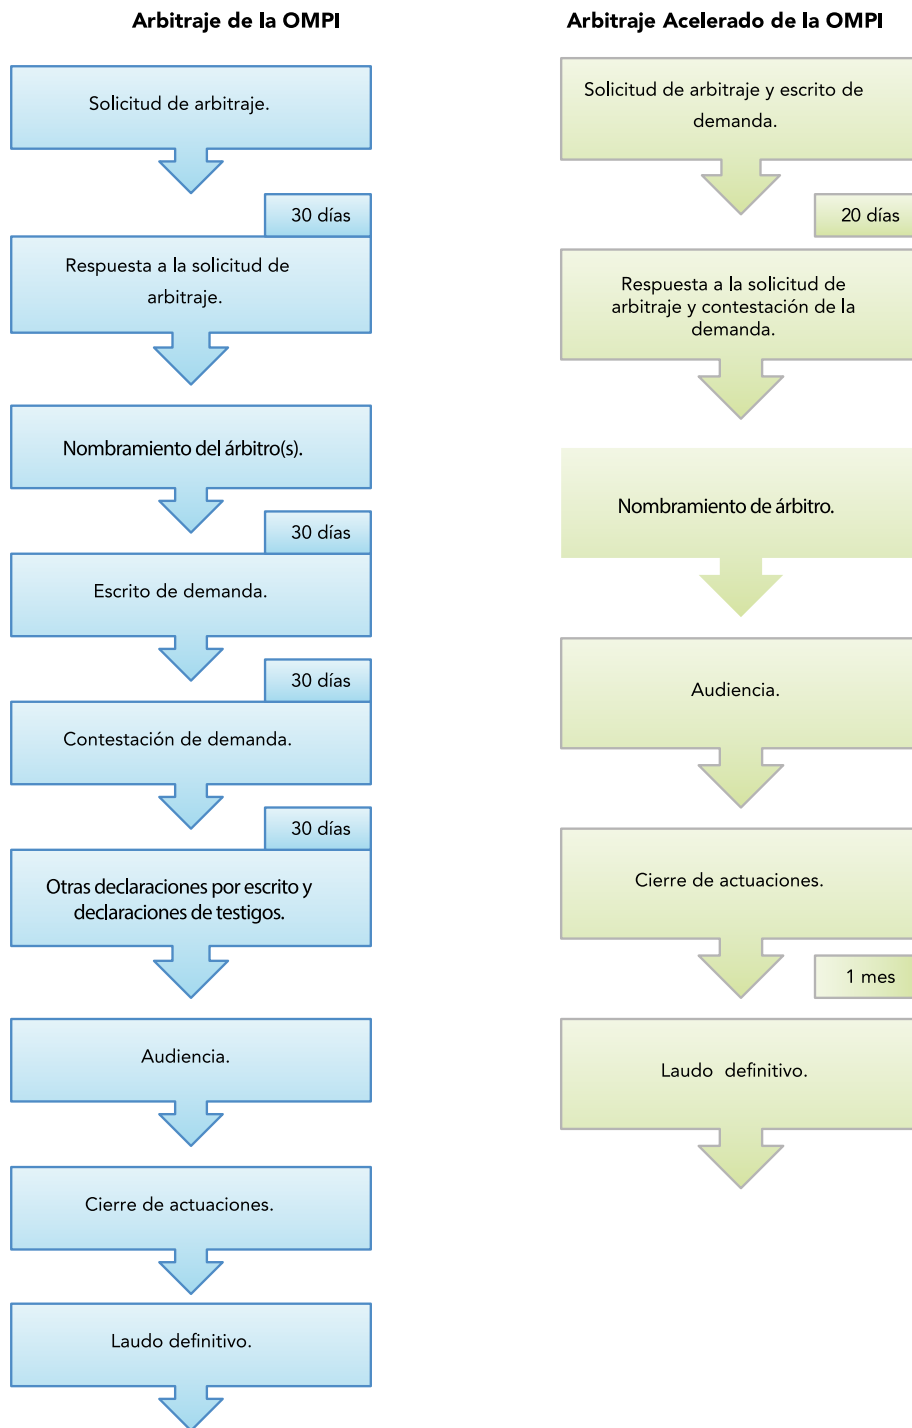 Arbitraje de la OMPI
Solicitud de arbitraje.
30 días
Respuesta a la solicitud de
arbitraje.
Nombramiento del árbitro(s).
30 días
Escrito de demanda.
30 días
Contestación de demanda.
30 días
Otras declaraciones por escrito y
declaraciones de testigos.
Audiencia.
Cierre de actuaciones.
Laudo definitivo.
Arbitraje Acelerado de la OMPI
Solicitud de arbitraje y escrito de
demanda.
20 días
Respuesta a la solicitud de
arbitraje y contestación de la
demanda.
Nombramiento de árbitro.
Audiencia.
Cierre de actuaciones.
1 mes
Laudo definitivo.